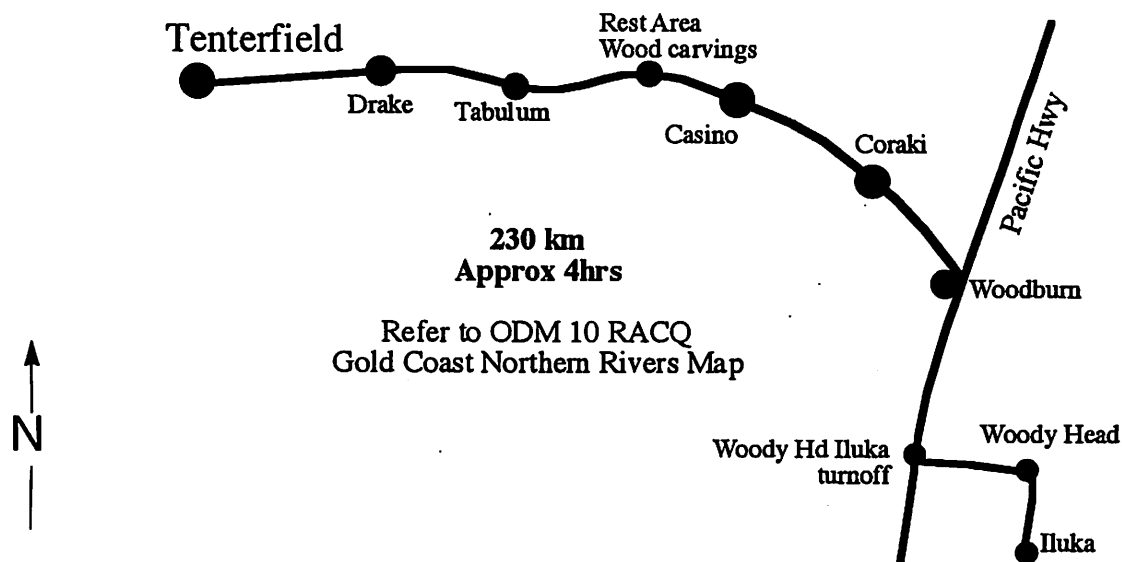 Tenterfield
Rest Area
Wood carvings
Drake
Tabulum
Casino
Coraki
Pacific Hwy
230 km
Approx 4hrs
Woodburn
Refer to ODM 10 RACQ
Gold Coast Northern Rivers Map
N
Woody Hd Iluka
turnoff
Woody Head
Iluka